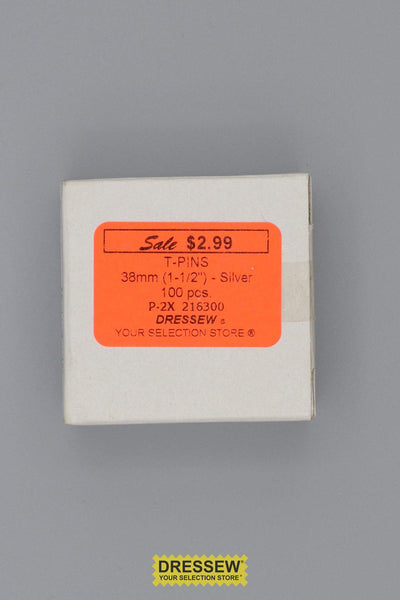 Sale $2.99
T-PINS
38mm (1-1/2") - Silver
100 pcs.
P-2X 216300
DRESSEW ®
YOUR SELECTION STORE ®
DRESSEW®
YOUR SELECTION STORE®